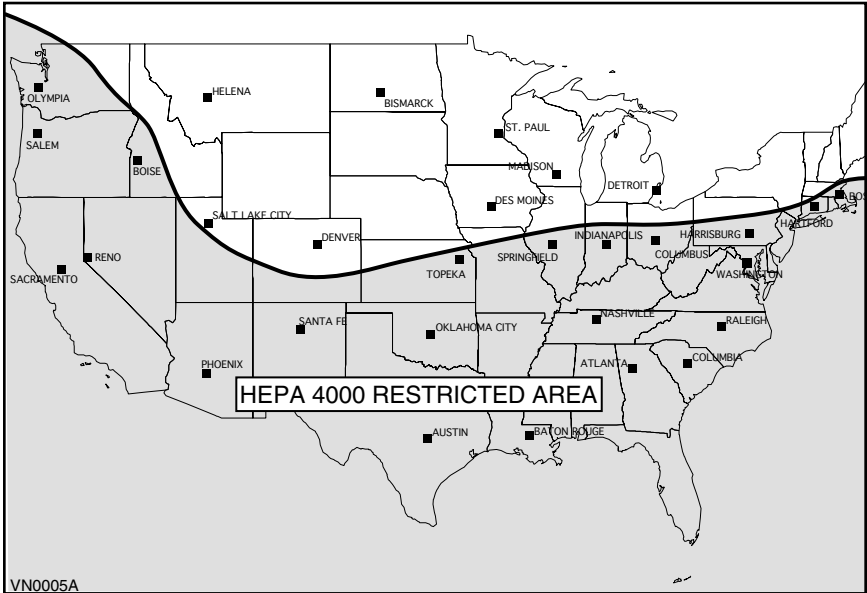 OLYMPIA
HELENA
BISMARCK
SALEM
ST. PAUL
BOISE
MADISON
DETROIT
SALT LAKE CITY
DES MOINES
BOS
HARTFORD
DENVER
INDIANAPOLIS
HARRISBURG
RENO
SPRINGFIELD
COLUMBUS
SACRAMENTO
TOPEKA
WASHINGTON
SANTA FE
OKLAHOMA CITY
NASHVILLE
RALEIGH
PHOENIX
ATLANTA
COLUMBIA
HEPA 4000 RESTRICTED AREA
AUSTIN
BATON ROUGE
VN0005A